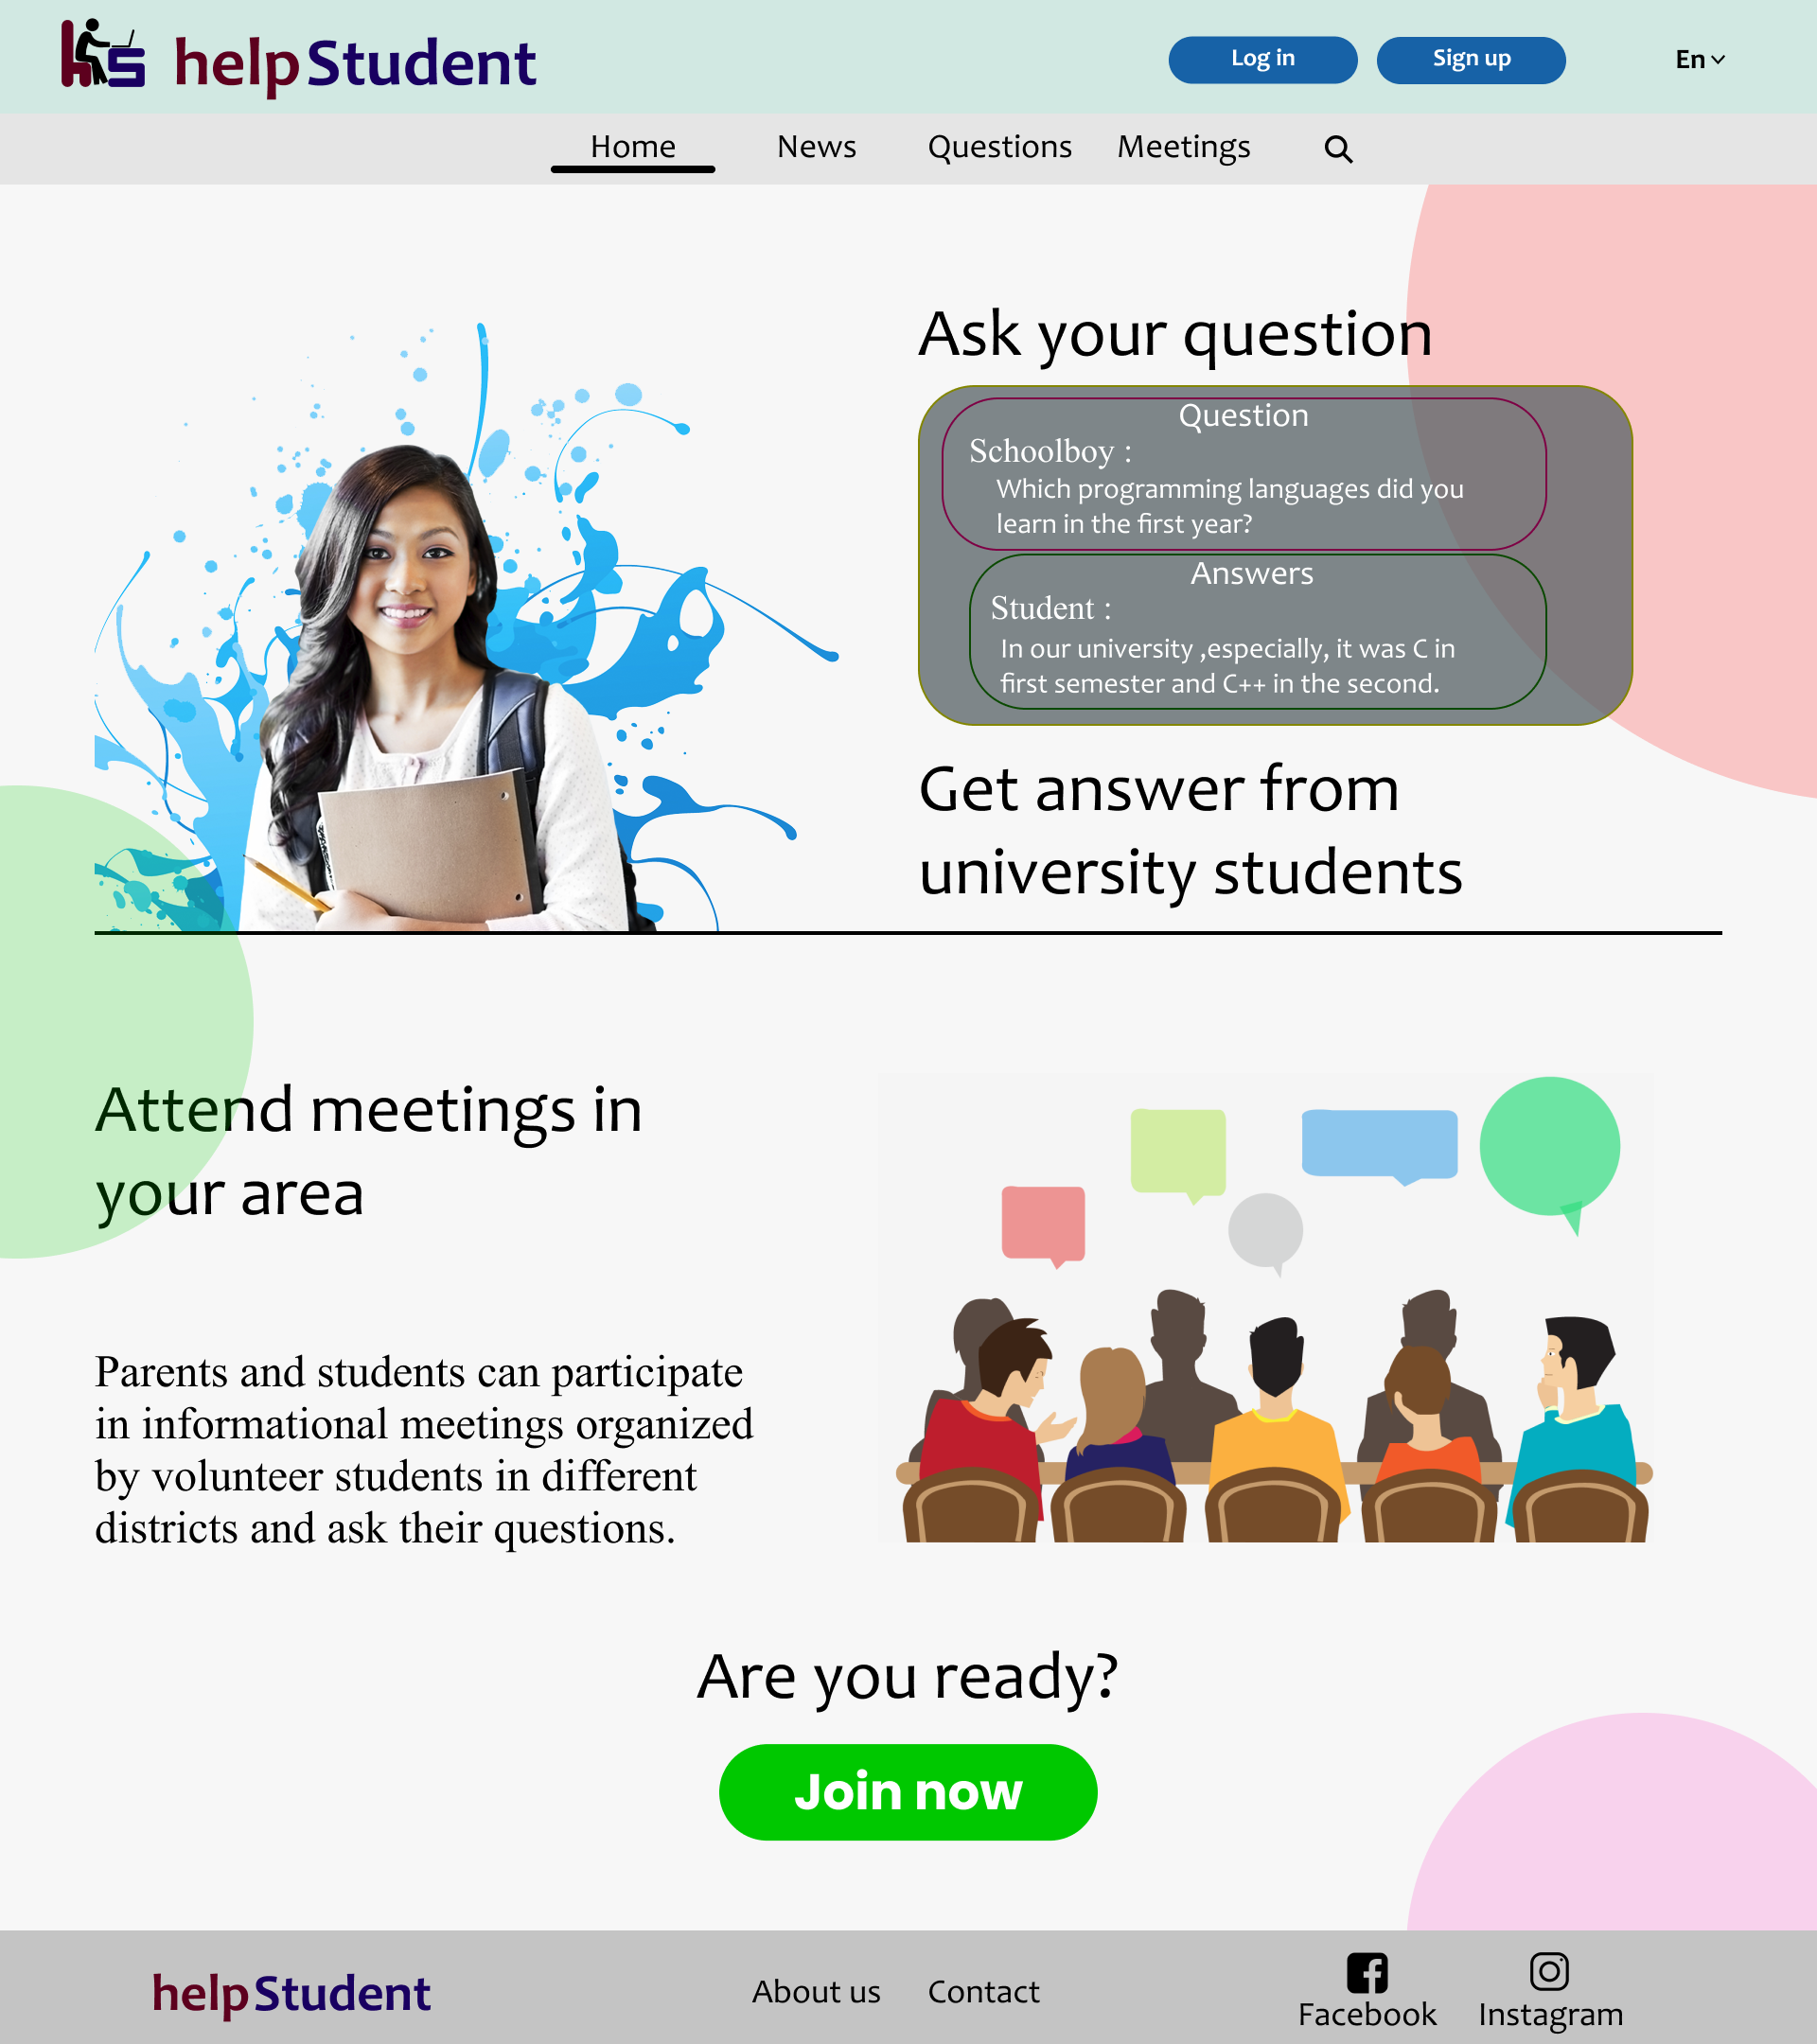 hs helpStudent
Log in
Sign up
En
Home
News
Questions
Meetings
Ask your question
Question
Schoolboy :
Which programming languages did you
learn in the first year?
Answers
Student :
In our university ,especially, it was C in
first semester and C++ in the second.
Get answer from
university students
Attend meetings in
your area
Parents and students can participate
in informational meetings organized
by volunteer students in different
districts and ask their questions.
Are you ready?
Join now
helpStudent
About us
Contact
Facebook
Instagram